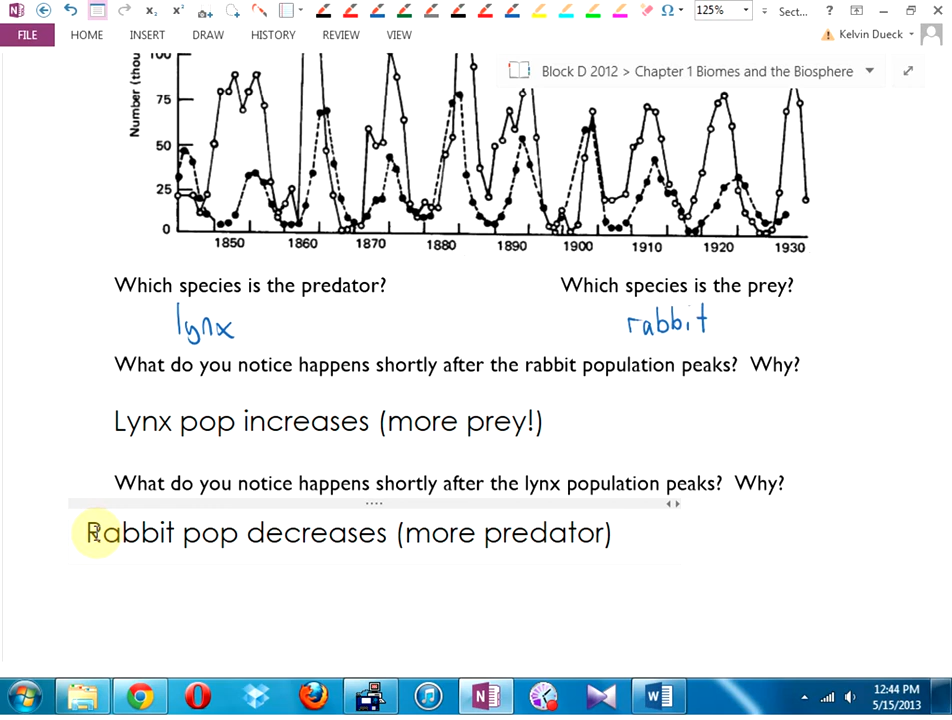 x₂ x² 125% Sect... ?
FILE HOME INSERT DRAW HISTORY REVIEW VIEW Kelvin Dueck
Block D 2012 > Chapter 1 Biomes and the Biosphere
Number (thou
100
75
50
25
0
1850 1860 1870 1880 1890 1900 1910 1920 1930
Which species is the predator? Which species is the prey?
lynx rabbit
What do you notice happens shortly after the rabbit population peaks? Why?
Lynx pop increases (more prey!)
What do you notice happens shortly after the lynx population peaks? Why?
Rabbit pop decreases (more predator)
12:44 PM
5/15/2013